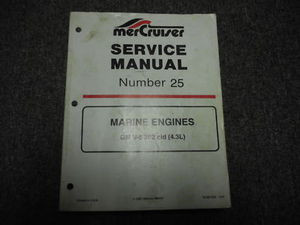 merCruiser
SERVICE
MANUAL
Number 25
MARINE ENGINES
GM V-6 262 cid (4.3L)